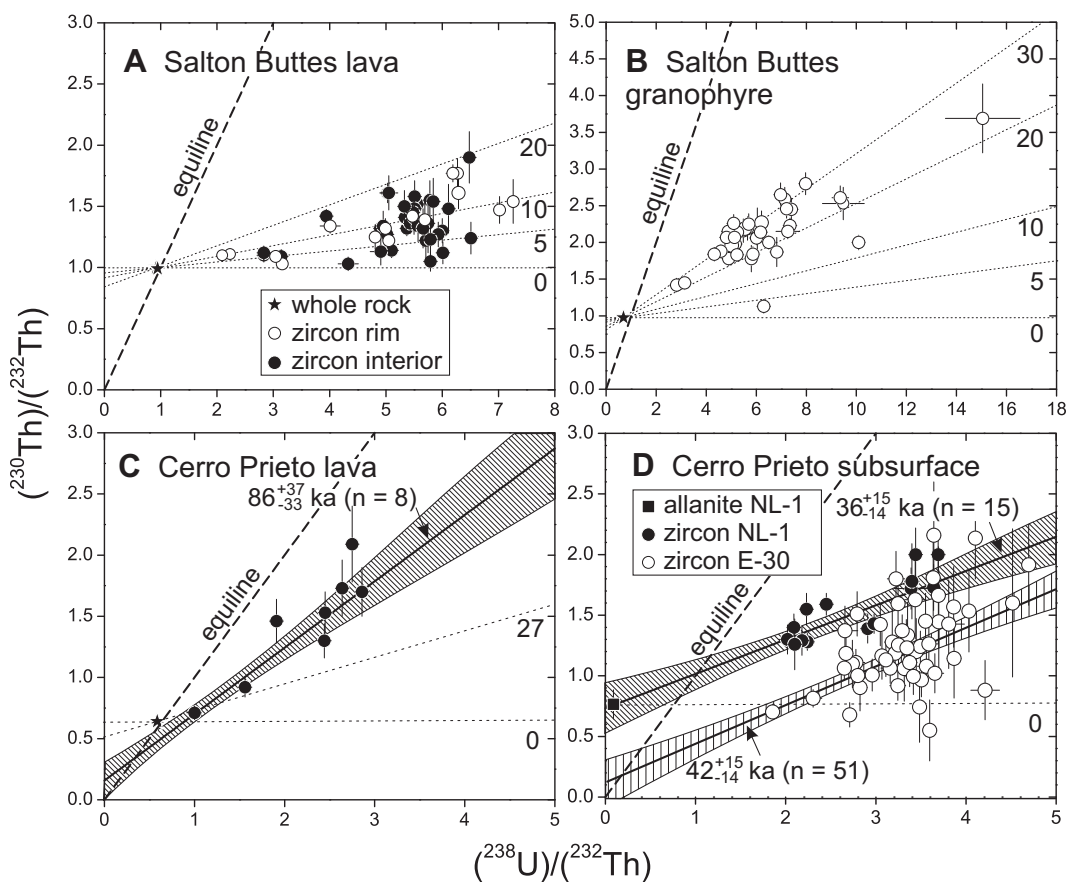 A Salton Buttes lava
equiline
20
10
5
0
★ whole rock
○ zircon rim
● zircon interior
3.0
2.5
2.0
1.5
1.0
0.5
0.0
0 1 2 3 4 5 6 7 8
B Salton Buttes
granophyre
equiline
30
20
10
5
0
5.0
4.5
4.0
3.5
3.0
2.5
2.0
1.5
1.0
0.5
0.0
0 2 4 6 8 10 12 14 16 18
C Cerro Prieto lava
86 +37 -33 ka (n = 8)
equiline
27
0
3.0
2.5
2.0
1.5
1.0
0.5
0.0
0 1 2 3 4 5
D Cerro Prieto subsurface
■ allanite NL-1
● zircon NL-1
○ zircon E-30
36 +15 -14 ka (n = 15)
equiline
0
42 +15 -14 ka (n = 51)
3.0
2.5
2.0
1.5
1.0
0.5
0.0
0 1 2 3 4 5
(²³⁰Th)/(²³²Th)
(²³⁸U)/(²³²Th)